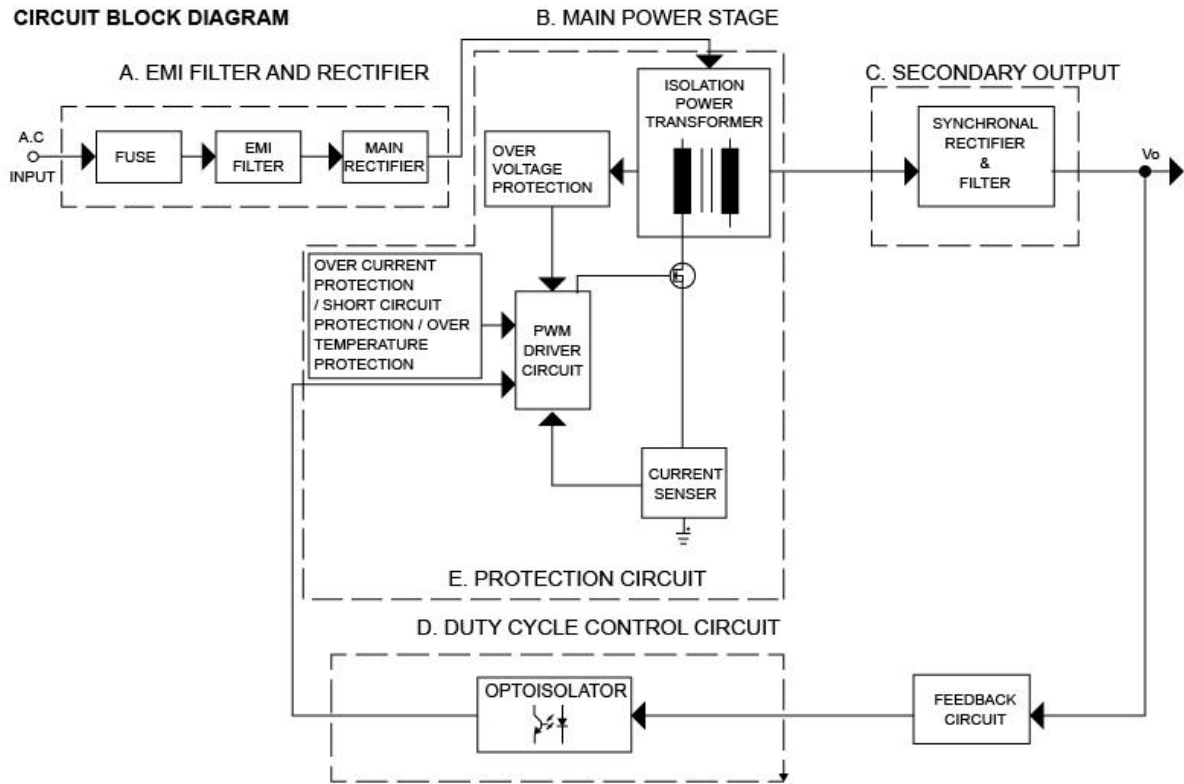 CIRCUIT BLOCK DIAGRAM
B. MAIN POWER STAGE
A. EMI FILTER AND RECTIFIER
C. SECONDARY OUTPUT
A.C
INPUT
FUSE
EMI
FILTER
MAIN
RECTIFIER
OVER
VOLTAGE
PROTECTION
ISOLATION
POWER
TRANSFORMER
SYNCHRONAL
RECTIFIER
&
FILTER
Vo
OVER CURRENT
PROTECTION
/ SHORT CIRCUIT
PROTECTION / OVER
TEMPERATURE
PROTECTION
PWM
DRIVER
CIRCUIT
CURRENT
SENSER
E. PROTECTION CIRCUIT
D. DUTY CYCLE CONTROL CIRCUIT
OPTOISOLATOR
FEEDBACK
CIRCUIT